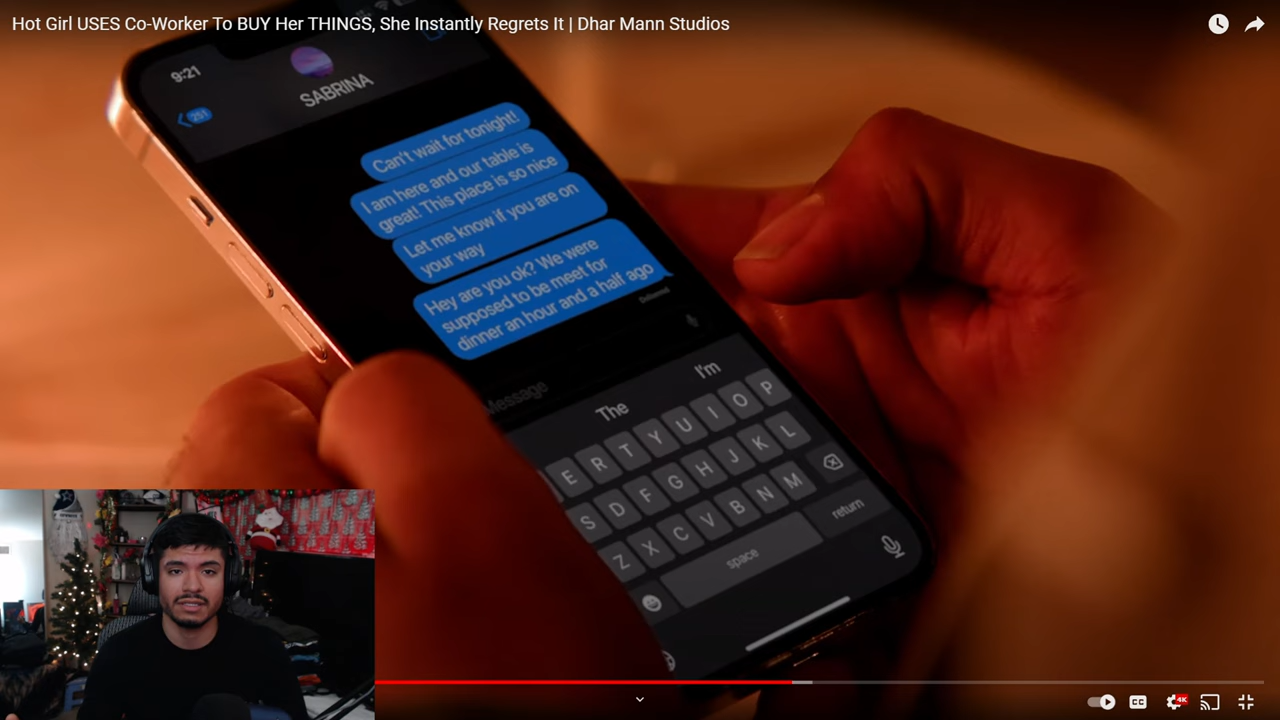 Hot Girl USES Co-Worker To BUY Her THINGS, She Instantly Regrets It | Dhar Mann Studios
9:21
251
SABRINA
Can't wait for tonight!
I am here and our table is
great! This place is so nice
Let me know if you are on
your way
Hey are you ok? We were
supposed to be meet for
dinner an hour and a half ago
Delivered
Message
The
I'm
E R T Y U I O P
S D F G H J K L
Z X C V B N M
space
return
CC
4K